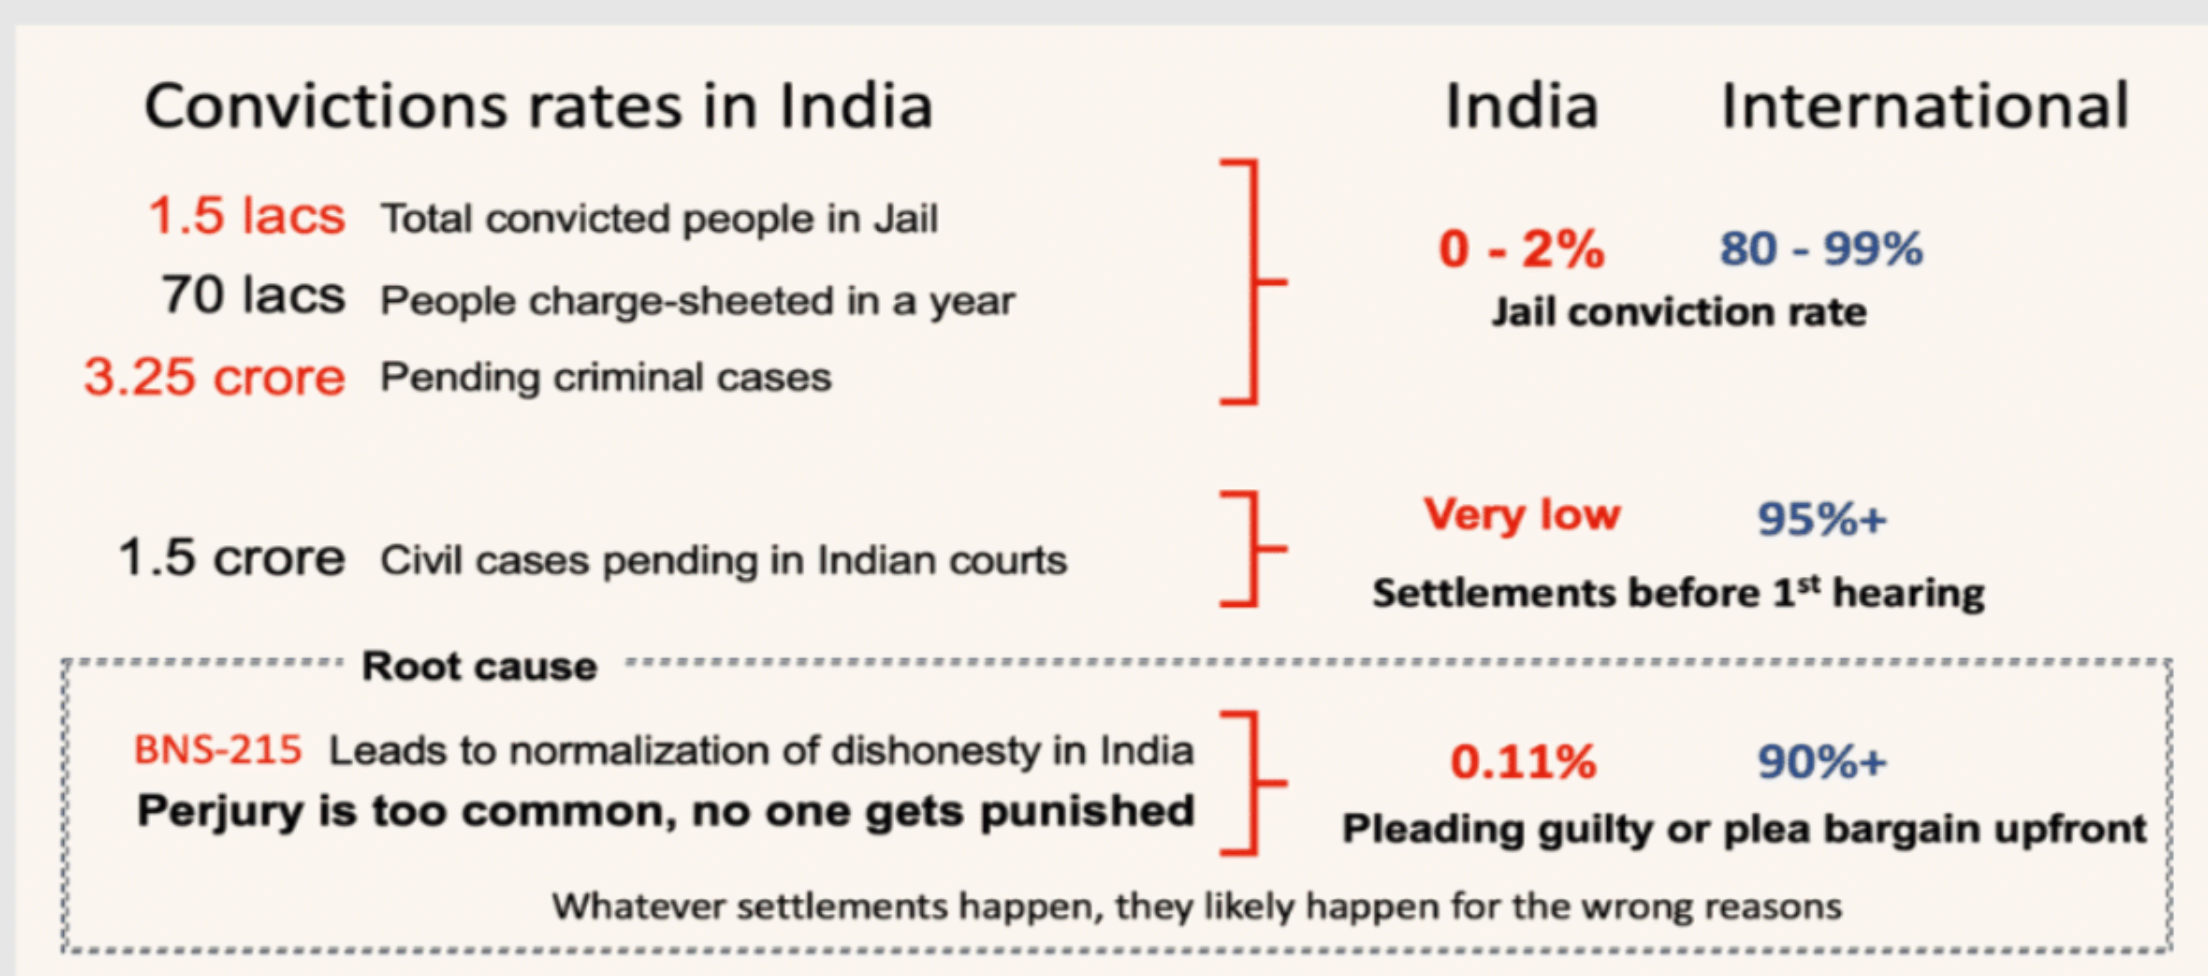 Convictions rates in India
India International
1.5 lacs Total convicted people in Jail
70 lacs People charge-sheeted in a year
3.25 crore Pending criminal cases
0 - 2% 80 - 99%
Jail conviction rate
1.5 crore Civil cases pending in Indian courts
Very low 95%+
Settlements before 1st hearing
Root cause
BNS-215 Leads to normalization of dishonesty in India
Perjury is too common, no one gets punished
0.11% 90%+
Pleading guilty or plea bargain upfront
Whatever settlements happen, they likely happen for the wrong reasons